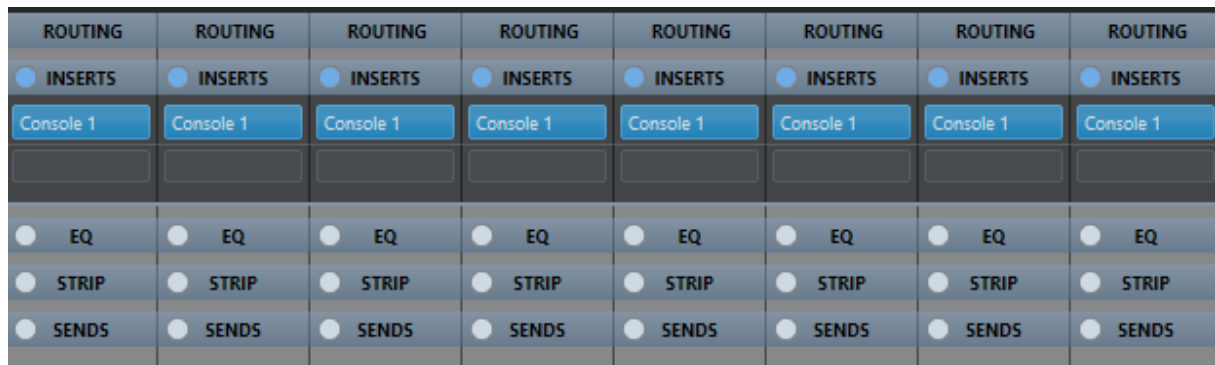 ROUTING ROUTING ROUTING ROUTING ROUTING ROUTING ROUTING ROUTING
INSERTS INSERTS INSERTS INSERTS INSERTS INSERTS INSERTS INSERTS
Console 1 Console 1 Console 1 Console 1 Console 1 Console 1 Console 1 Console 1
EQ EQ EQ EQ EQ EQ EQ EQ
STRIP STRIP STRIP STRIP STRIP STRIP STRIP STRIP
SENDS SENDS SENDS SENDS SENDS SENDS SENDS SENDS